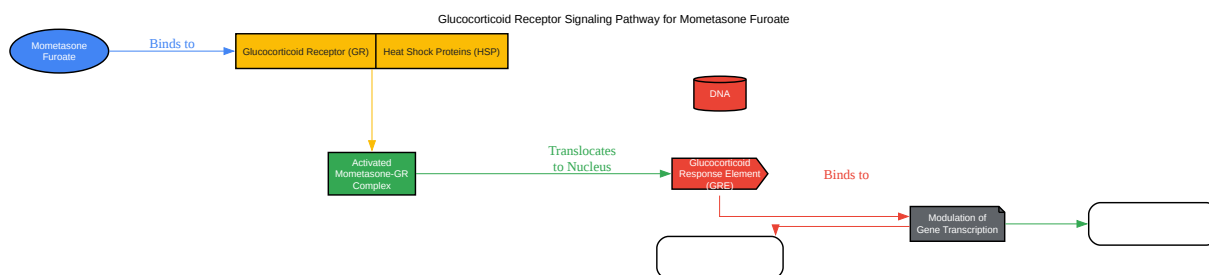 Glucocorticoid Receptor Signaling Pathway for Mometasone Furoate
Mometasone
Furoate
Binds to
Glucocorticoid Receptor (GR)
Heat Shock Proteins (HSP)
DNA
Activated
Mometasone-GR
Complex
Translocates
to Nucleus
Glucocorticoid
Response Element
(GRE)
Binds to
Modulation of
Gene Transcription